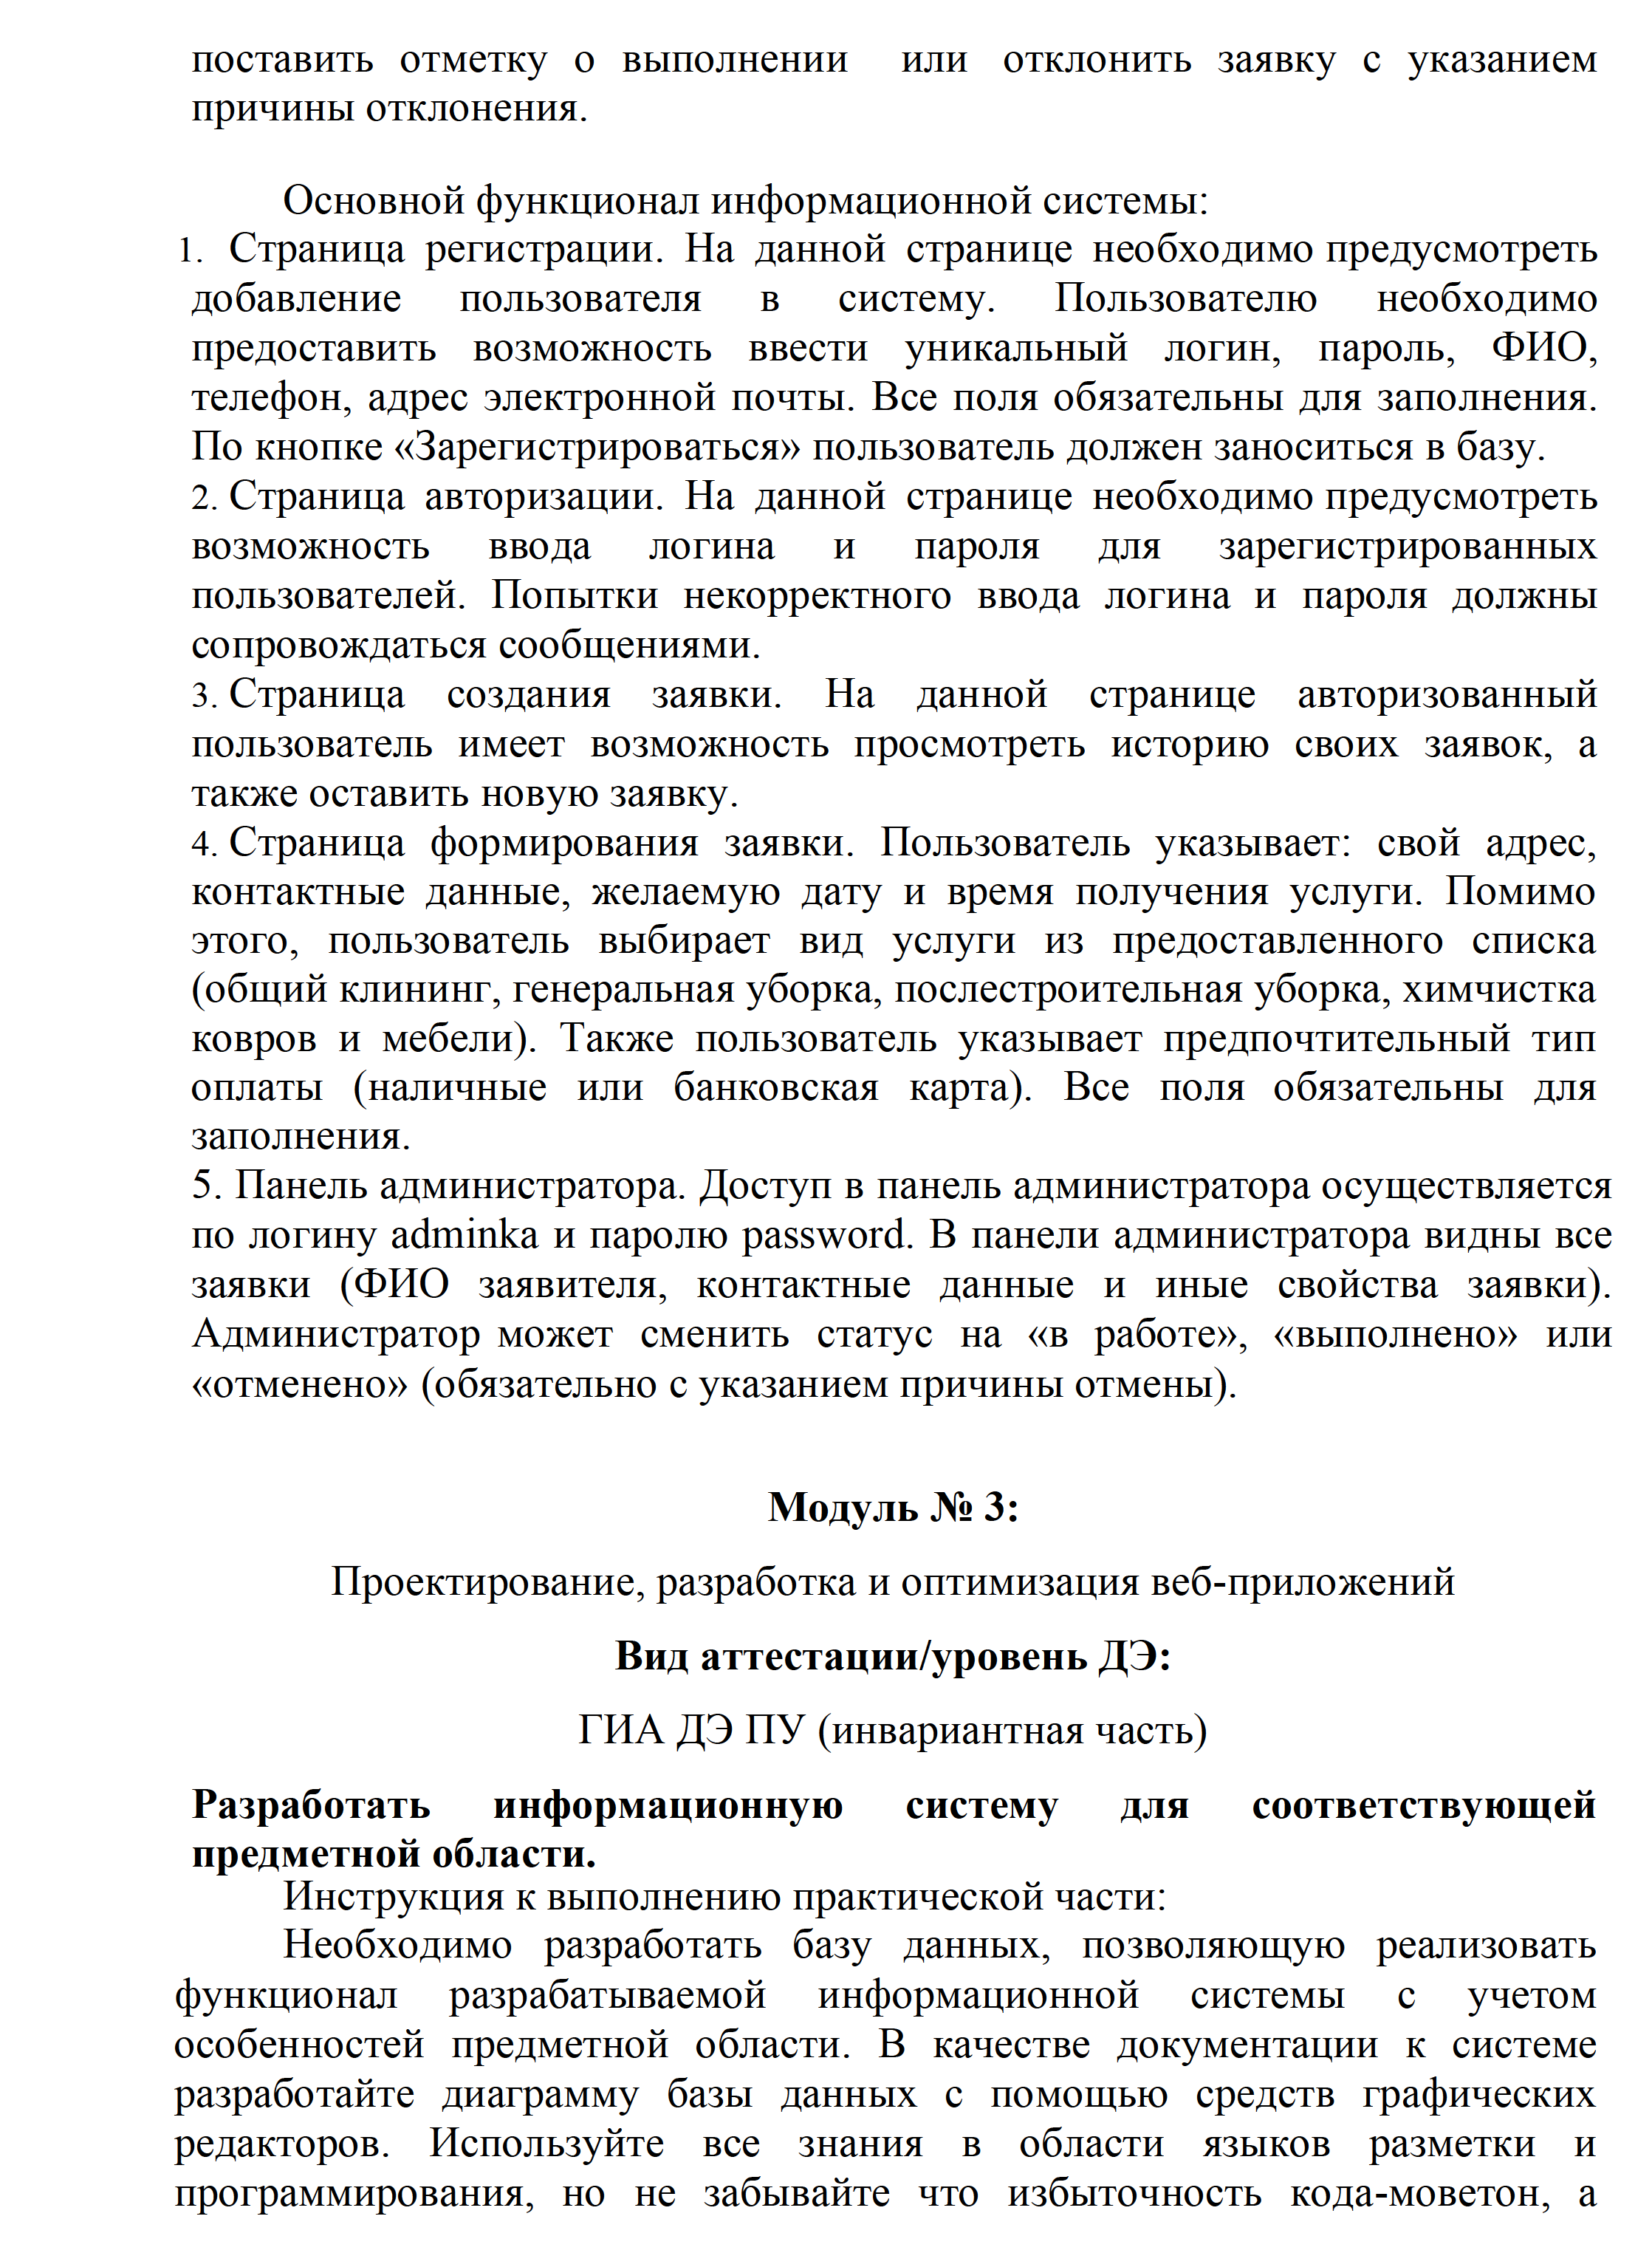 поставить отметку о выполнении или отклонить заявку с указанием
причины отклонения.
Основной функционал информационной системы:
1. Страница регистрации. На данной странице необходимо предусмотреть
добавление пользователя в систему. Пользователю необходимо
предоставить возможность ввести уникальный логин, пароль, ФИО,
телефон, адрес электронной почты. Все поля обязательны для заполнения.
По кнопке «Зарегистрироваться» пользователь должен заноситься в базу.
2. Страница авторизации. На данной странице необходимо предусмотреть
возможность ввода логина и пароля для зарегистрированных
пользователей. Попытки некорректного ввода логина и пароля должны
сопровождаться сообщениями.
3. Страница создания заявки. На данной странице авторизованный
пользователь имеет возможность просмотреть историю своих заявок, а
также оставить новую заявку.
4. Страница формирования заявки. Пользователь указывает: свой адрес,
контактные данные, желаемую дату и время получения услуги. Помимо
этого, пользователь выбирает вид услуги из предоставленного списка
(общий клининг, генеральная уборка, послестроительная уборка, химчистка
ковров и мебели). Также пользователь указывает предпочтительный тип
оплаты (наличные или банковская карта). Все поля обязательны для
заполнения.
5. Панель администратора. Доступ в панель администратора осуществляется
по логину adminka и паролю password. В панели администратора видны все
заявки (ФИО заявителя, контактные данные и иные свойства заявки).
Администратор может сменить статус на «в работе», «выполнено» или
«отменено» (обязательно с указанием причины отмены).
Модуль № 3:
Проектирование, разработка и оптимизация веб-приложений
Вид аттестации/уровень ДЭ:
ГИА ДЭ ПУ (инвариантная часть)
Разработать информационную систему для соответствующей
предметной области.
Инструкция к выполнению практической части:
Необходимо разработать базу данных, позволяющую реализовать
функционал разрабатываемой информационной системы с учетом
особенностей предметной области. В качестве документации к системе
разработайте диаграмму базы данных с помощью средств графических
редакторов. Используйте все знания в области языков разметки и
программирования, но не забывайте что избыточность кода-моветон, а